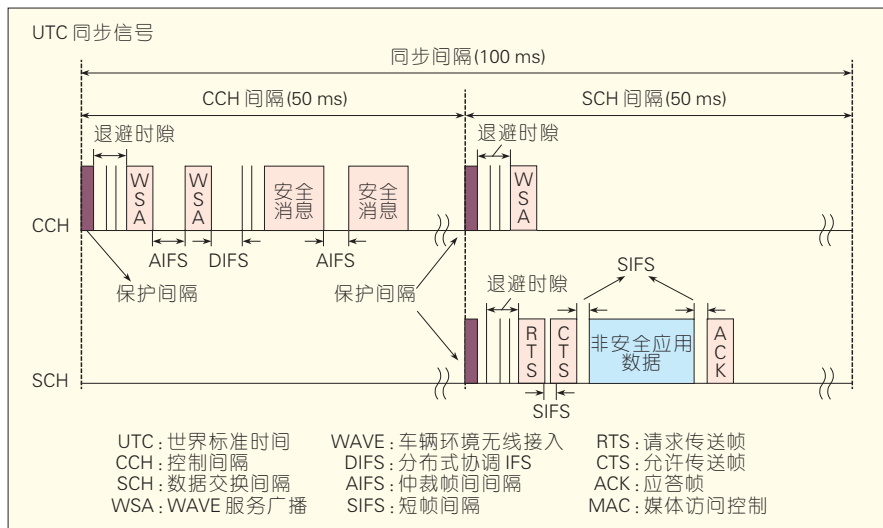 UTC 同步信号
同步间隔(100 ms)
CCH 间隔(50 ms)
SCH 间隔(50 ms)
退避时隙
退避时隙
WSA
WSA
安全消息
安全消息
WSA
CCH
AIFS
DIFS
AIFS
保护间隔
保护间隔
SIFS
退避时隙
RTS
CTS
非安全应用数据
ACK
SCH
SIFS
UTC：世界标准时间 WAVE：车辆环境无线接入 RTS：请求传送帧
CCH：控制间隔 DIFS：分布式协调 IFS CTS：允许传送帧
SCH：数据交换间隔 AIFS：仲裁帧间间隔 ACK：应答帧
WSA：WAVE 服务广播 SIFS：短帧间隔 MAC：媒体访问控制